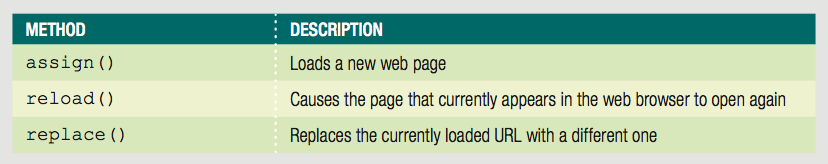 METHOD DESCRIPTION
assign() Loads a new web page
reload() Causes the page that currently appears in the web browser to open again
replace() Replaces the currently loaded URL with a different one